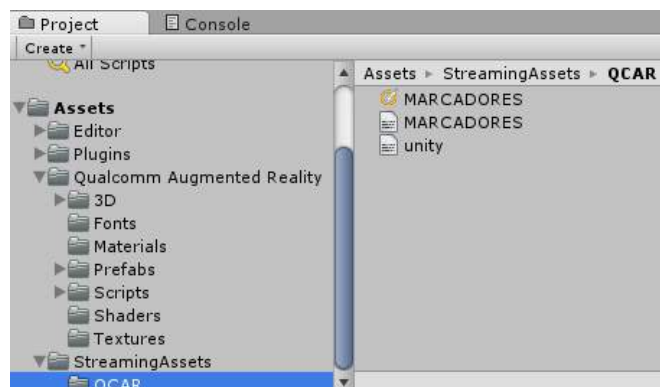 Project Console
Create
All Scripts
Assets
Editor
Plugins
Qualcomm Augmented Reality
3D
Fonts
Materials
Prefabs
Scripts
Shaders
Textures
StreamingAssets
QCAR
Assets ▸ StreamingAssets ▸ QCAR
MARCADORES
MARCADORES
unity